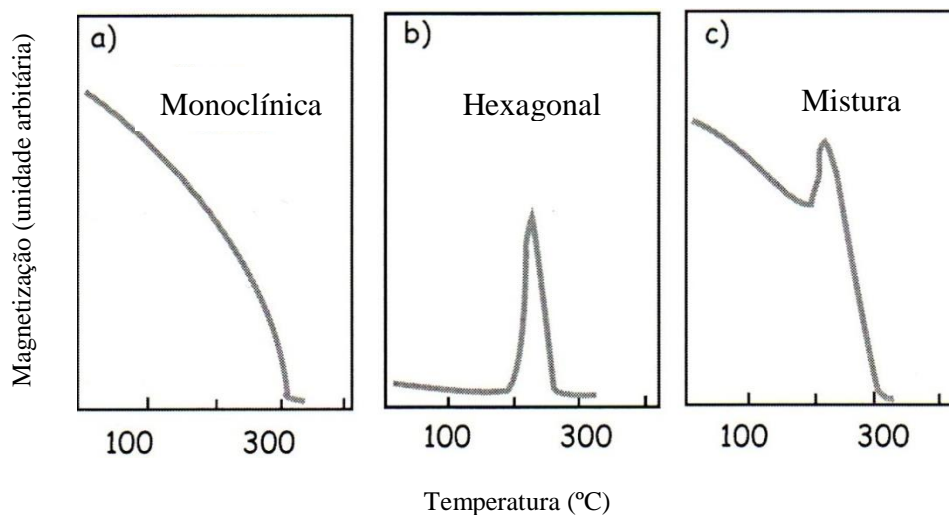 Magnetização (unidade arbitrária)
a)
Monoclínica
100 300
b)
Hexagonal
100 300
c)
Mistura
100 300
Temperatura (ºC)